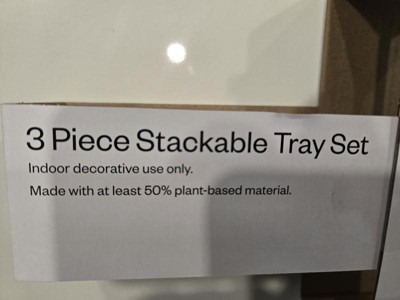 3 Piece Stackable Tray Set
Indoor decorative use only.
Made with at least 50% plant-based material.